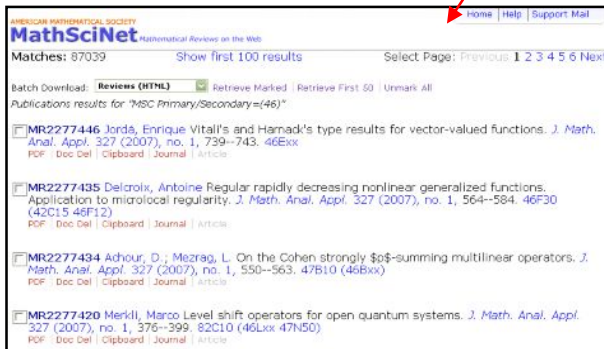 AMERICAN MATHEMATICAL SOCIETY
MathSciNet Mathematical Reviews on the Web
Home | Help | Support Mail
Matches: 87039 Show first 100 results Select Page: Previous 1 2 3 4 5 6 Next
Batch Download: Reviews (HTML) Retrieve Marked | Retrieve First 50 | Unmark All
Publications results for "MSC Primary/Secondary=(46)"
MR2277446 Jordá, Enrique Vitali's and Harnack's type results for vector-valued functions. J. Math.
Anal. Appl. 327 (2007), no. 1, 739--743. 46Exx
PDF | Doc Del | Clipboard | Journal | Article
MR2277435 Delcroix, Antoine Regular rapidly decreasing nonlinear generalized functions.
Application to microlocal regularity. J. Math. Anal. Appl. 327 (2007), no. 1, 564--584. 46F30
(42C15 46F12)
PDF | Doc Del | Clipboard | Journal | Article
MR2277434 Achour, D.; Mezrag, L. On the Cohen strongly $p$-summing multilinear operators. J.
Math. Anal. Appl. 327 (2007), no. 1, 550--563. 47B10 (46Bxx)
PDF | Doc Del | Clipboard | Journal | Article
MR2277420 Merkli, Marco Level shift operators for open quantum systems. J. Math. Anal. Appl.
327 (2007), no. 1, 376--399. 82C10 (46Lxx 47N50)
PDF | Doc Del | Clipboard | Journal | Article